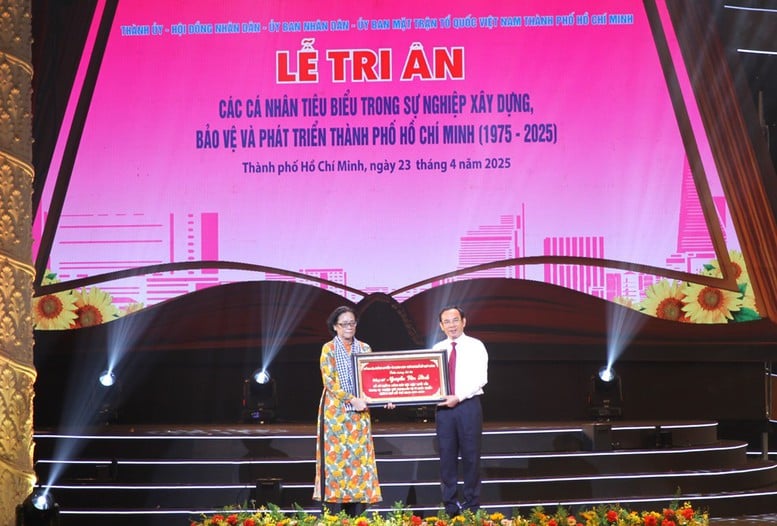 THÀNH ỦY - HỘI ĐỒNG NHÂN DÂN - ỦY BAN NHÂN DÂN - ỦY BAN MẶT TRẬN TỔ QUỐC VIỆT NAM THÀNH PHỐ HỒ CHÍ MINH
LỄ TRI ÂN
CÁC CÁ NHÂN TIÊU BIỂU TRONG SỰ NGHIỆP XÂY DỰNG,
BẢO VỆ VÀ PHÁT TRIỂN THÀNH PHỐ HỒ CHÍ MINH (1975 - 2025)
Thành phố Hồ Chí Minh, ngày 23 tháng 4 năm 2025
Nguyễn